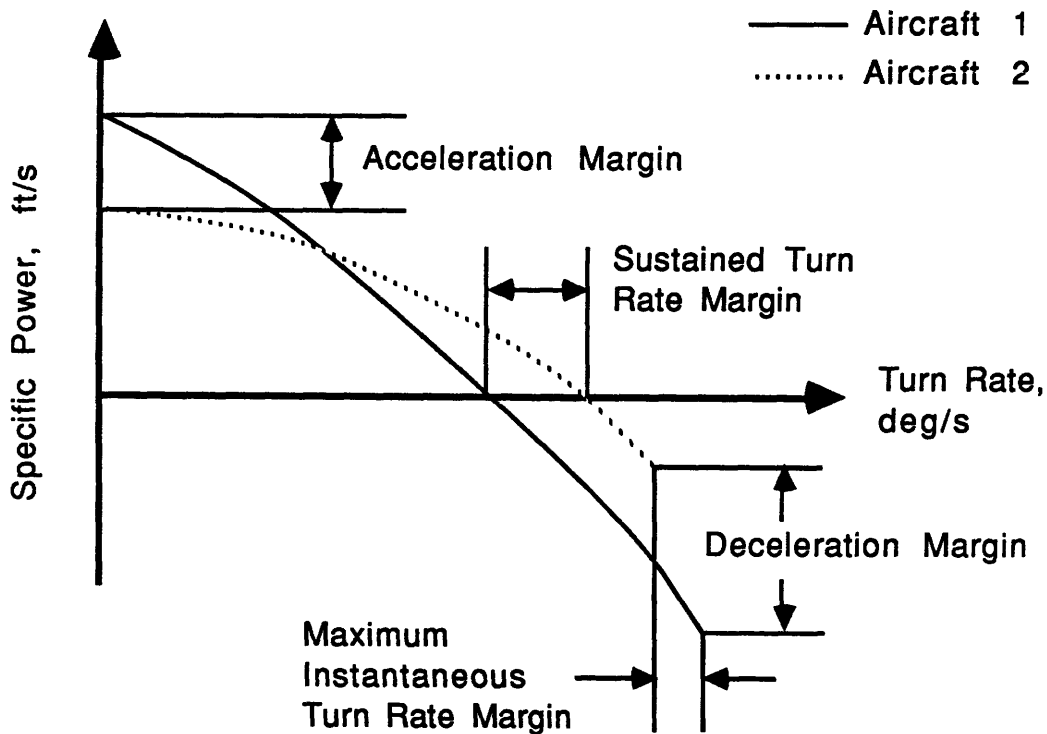 Aircraft 1
Aircraft 2
Acceleration Margin
Specific Power, ft/s
Sustained Turn
Rate Margin
Turn Rate,
deg/s
Deceleration Margin
Maximum
Instantaneous
Turn Rate Margin